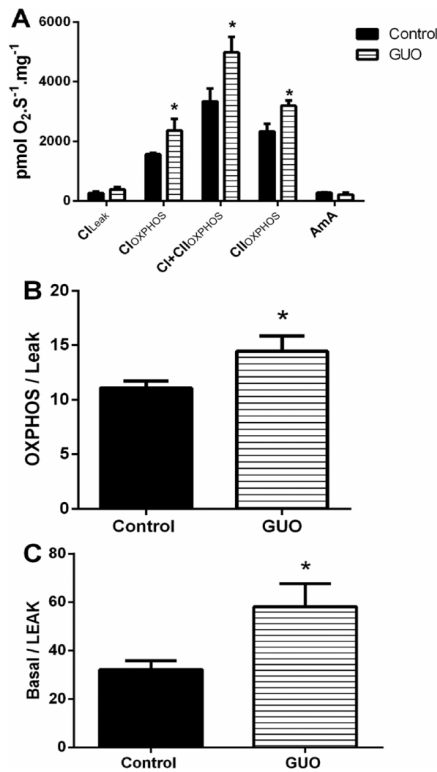 A
Control
GUO
pmol O₂.S⁻¹.mg⁻¹
6000
4000
2000
0
*
*
*
CILeak
CIOXPHOS
CI+CIIOXPHOS
CIIOXPHOS
AmA
B
OXPHOS / Leak
20
15
10
5
0
*
Control
GUO
C
Basal / LEAK
80
60
40
20
0
*
Control
GUO